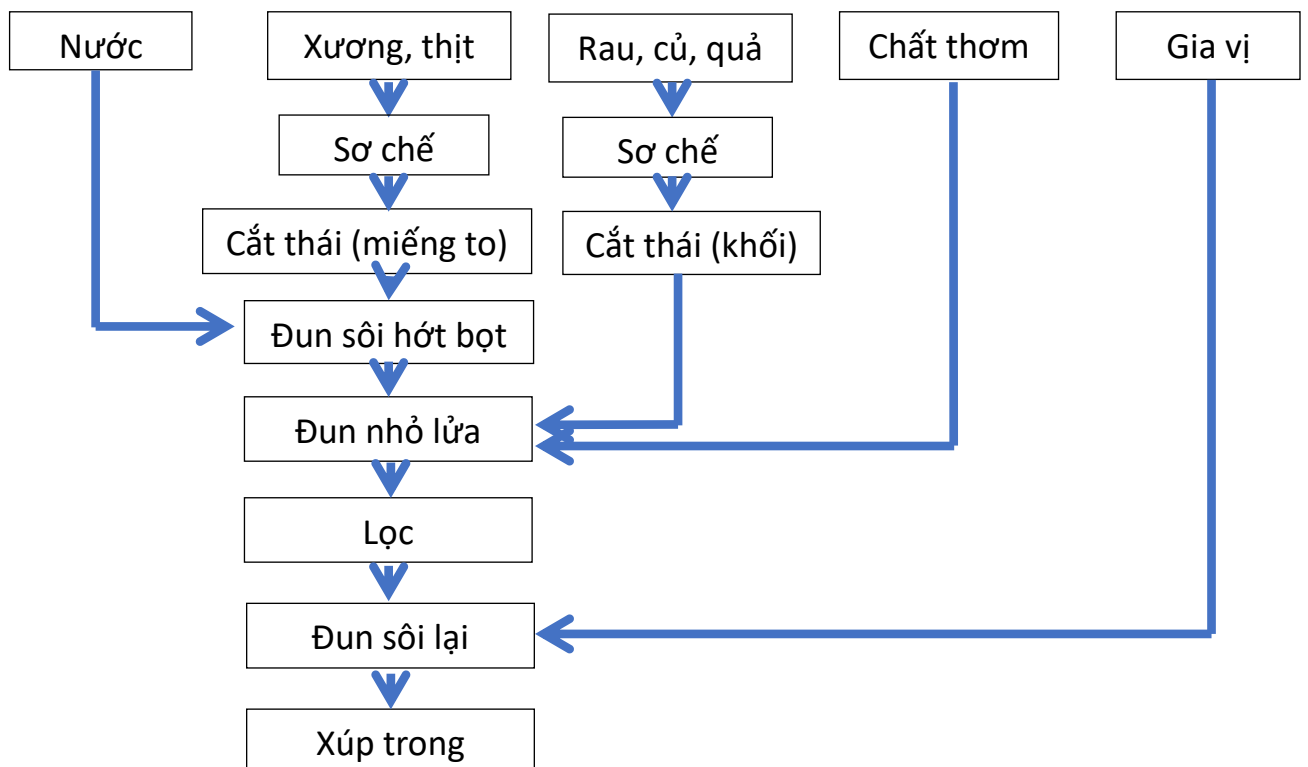 Nước
Xương, thịt
Rau, củ, quả
Chất thơm
Gia vị
Sơ chế
Sơ chế
Cắt thái (miếng to)
Cắt thái (khối)
Đun sôi hớt bọt
Đun nhỏ lửa
Lọc
Đun sôi lại
Xúp trong